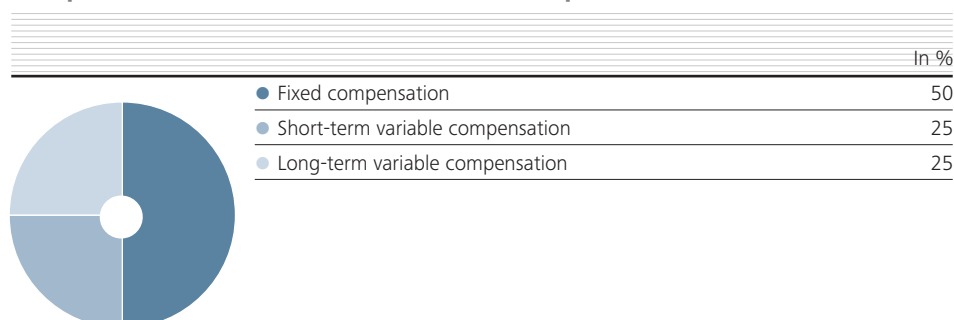 In %
Fixed compensation 50
Short-term variable compensation 25
Long-term variable compensation 25